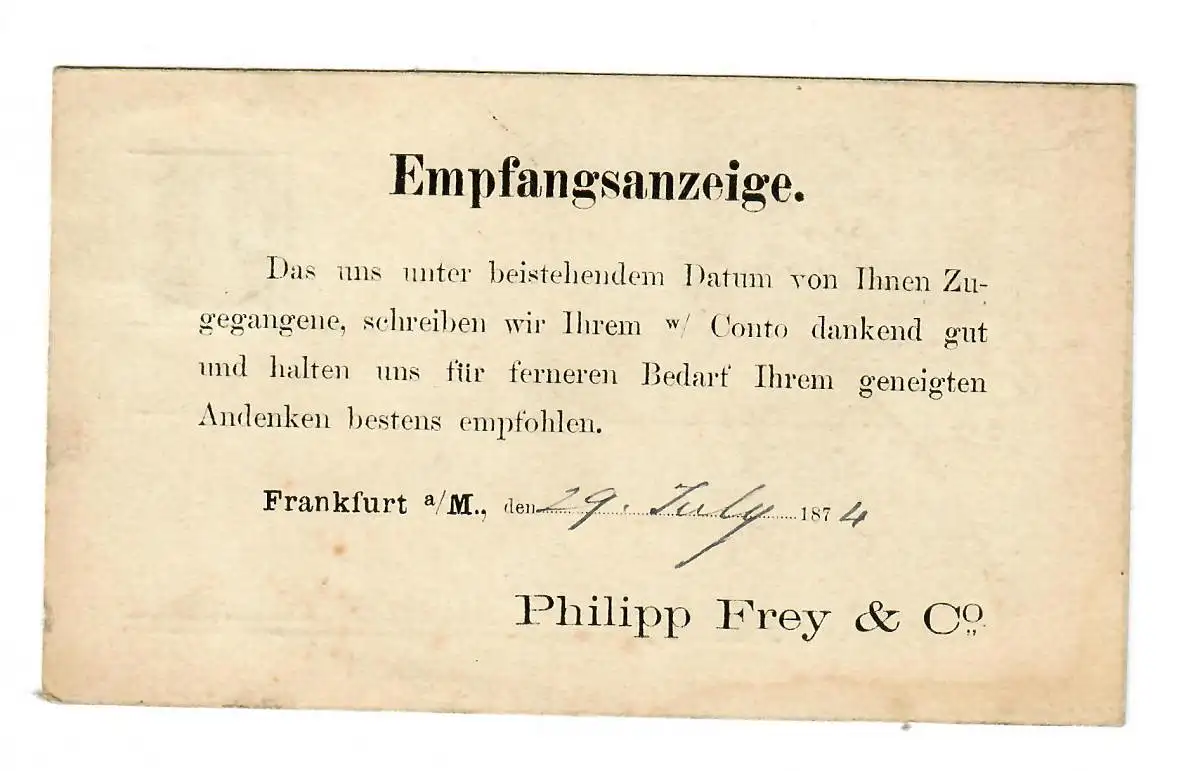 Empfangsanzeige.
Das uns unter beistehendem Datum von Ihnen Zu-
gegangene, schreiben wir Ihrem w/ Conto dankend gut
und halten uns für ferneren Bedarf Ihrem geneigten
Andenken bestens empfohlen.
Frankfurt a/M., den 29. July 1874
Philipp Frey & Co.